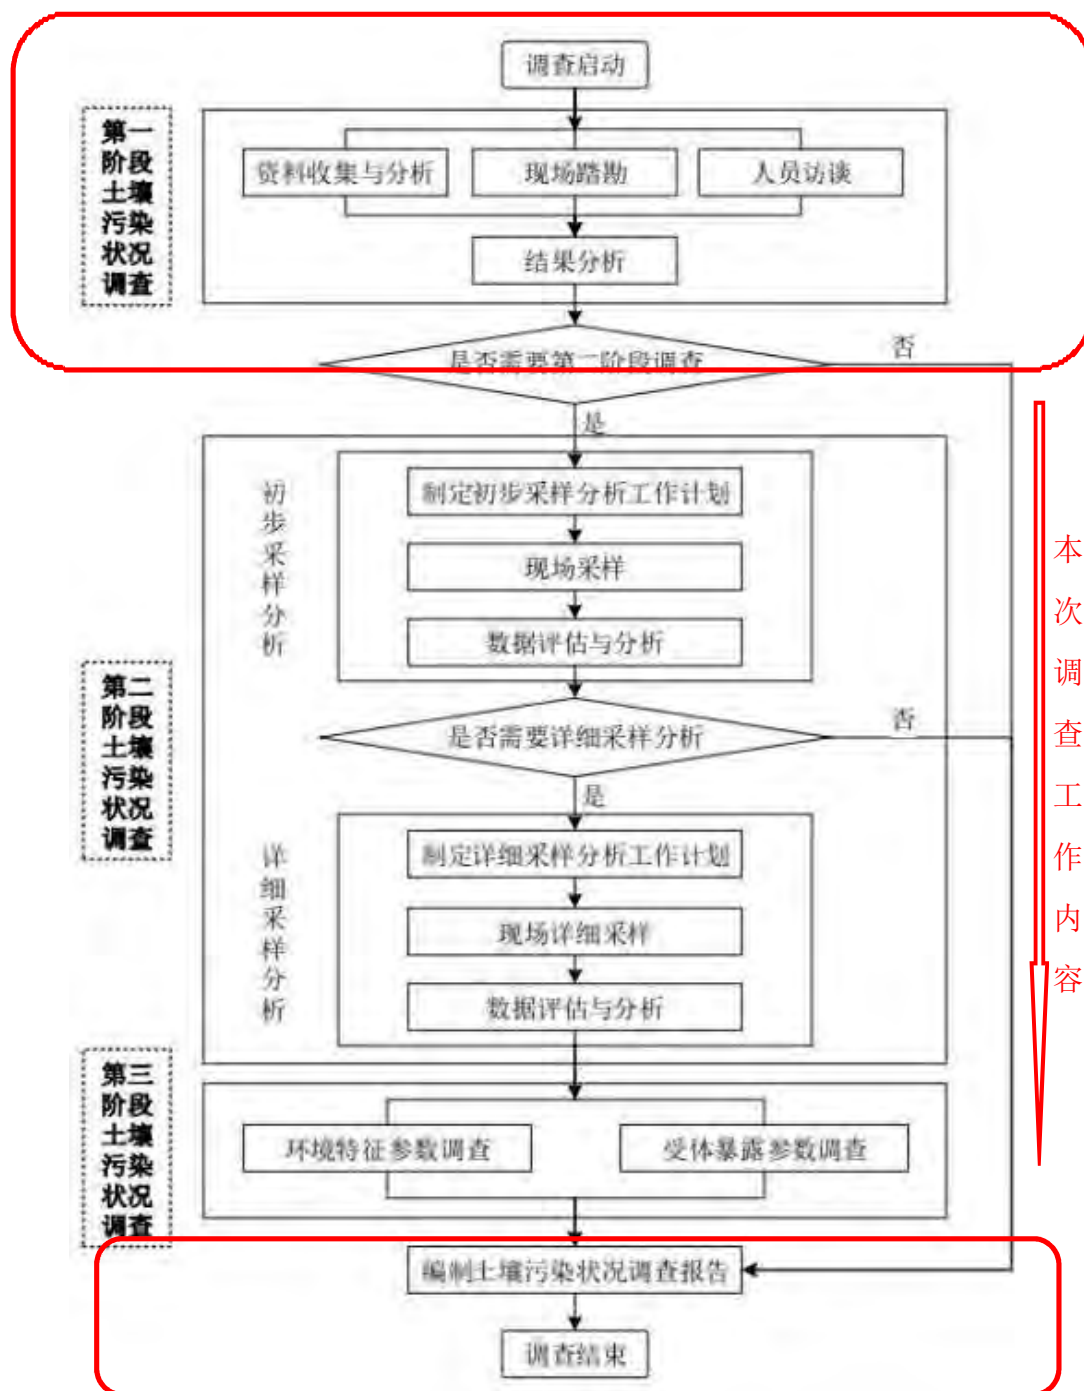 调查启动
第一
阶段
土壤
污染
状况
调查
资料收集与分析
现场踏勘
人员访谈
结果分析
是否需要第二阶段调查
否
是
初步采样分析
制定初步采样分析工作计划
现场采样
数据评估与分析
第二
阶段
土壤
污染
状况
调查
是否需要详细采样分析
否
是
详细采样分析
制定详细采样分析工作计划
现场详细采样
数据评估与分析
第三
阶段
土壤
污染
状况
调查
环境特征参数调查
受体暴露参数调查
编制土壤污染状况调查报告
调查结束
本次调查工作内容